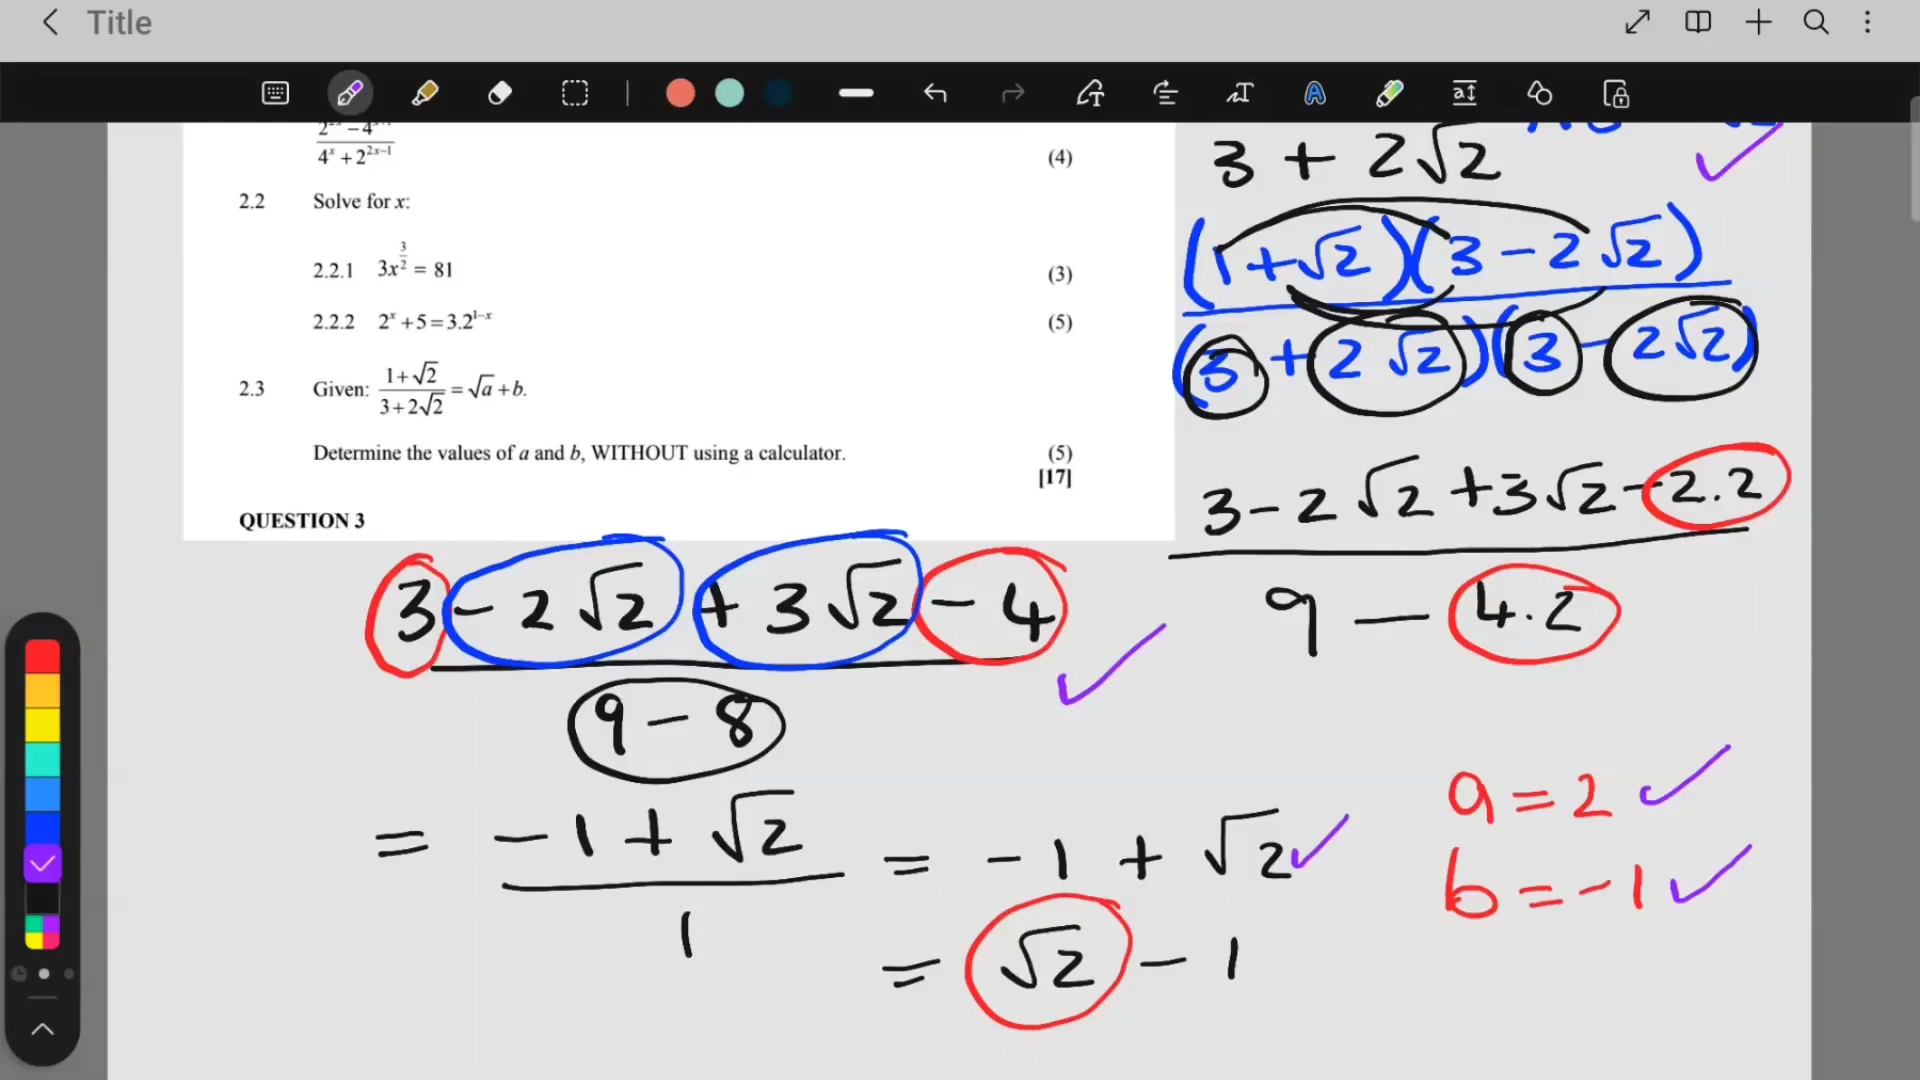 Title
4^x + 2^{2x-1}
(4)
2.2 Solve for x:
2.2.1 3x^{3/2} = 81 (3)
2.2.2 2^x + 5 = 3.2^{1-x} (5)
2.3 Given: (1+√2)/(3+2√2) = √a + b.
Determine the values of a and b, WITHOUT using a calculator. (5)
[17]
QUESTION 3
3 + 2√2
(1+√2)(3-2√2)
(3+2√2)(3-2√2)
3-2√2+3√2-2.2
9-4.2
3-2√2+3√2-4
9-8
= -1+√2
1
= -1+√2
= √2-1
a=2
b=-1